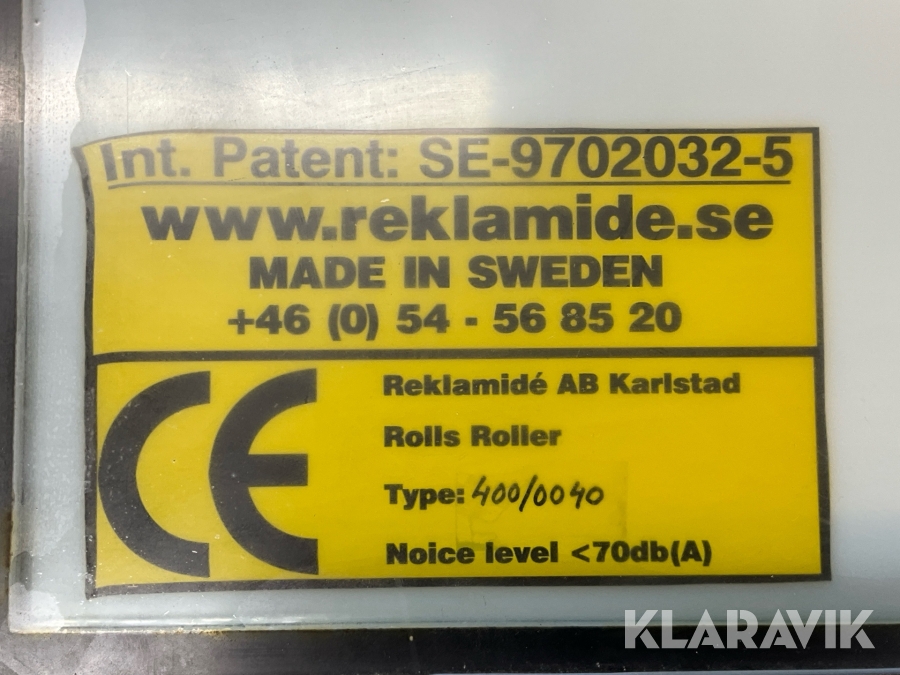 Int. Patent: SE-9702032-5
www.reklamide.se
MADE IN SWEDEN
+46 (0) 54 - 56 85 20
CE
Reklamidé AB Karlstad
Rolls Roller
Type: 400/0040
Noice level <70db(A)
KLARAVIK